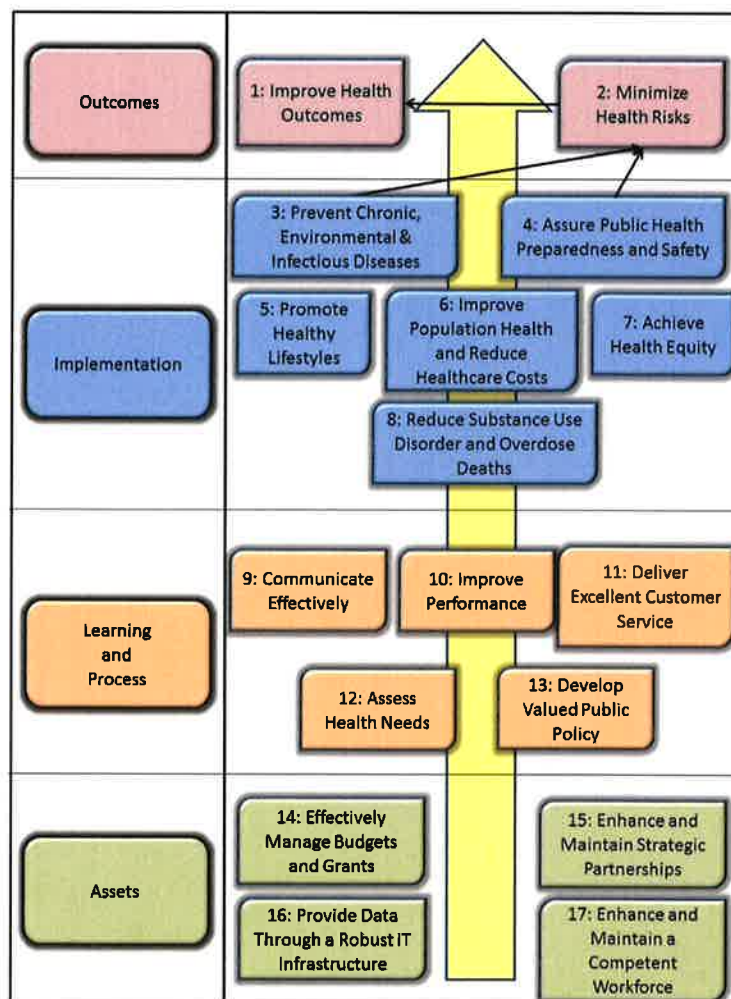 Outcomes
1: Improve Health
Outcomes
2: Minimize
Health Risks
Implementation
3: Prevent Chronic,
Environmental &
Infectious Diseases
4: Assure Public Health
Preparedness and Safety
5: Promote
Healthy
Lifestyles
6: Improve
Population Health
and Reduce
Healthcare Costs
7: Achieve
Health Equity
8: Reduce Substance Use
Disorder and Overdose
Deaths
Learning
and
Process
9: Communicate
Effectively
10: Improve
Performance
11: Deliver
Excellent Customer
Service
12: Assess
Health Needs
13: Develop
Valued Public
Policy
Assets
14: Effectively
Manage Budgets
and Grants
15: Enhance and
Maintain Strategic
Partnerships
16: Provide Data
Through a Robust IT
Infrastructure
17: Enhance and
Maintain a
Competent
Workforce